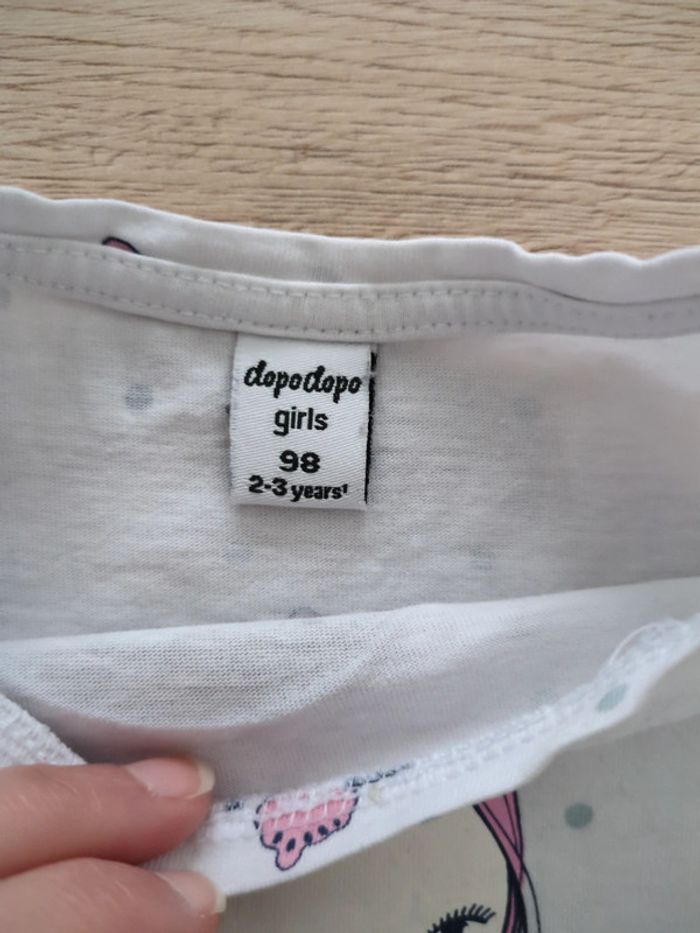 dopodopo
girls
98
2-3 years¹